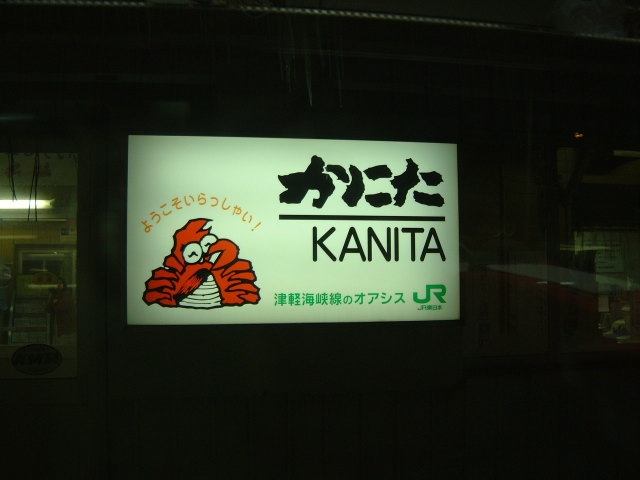 ようこそいらっしゃい!
かにた
KANITA
津軽海峡線のオアシス
JR
JR東日本